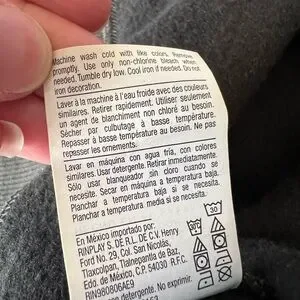 Machine wash cold with like colors. Remove
promptly. Use only non-chlorine bleach when
needed. Tumble dry low. Cool iron if needed. Do not
iron decoration.
Laver à la machine à l'eau froide avec des couleurs
similaires. Retirer rapidement. Utiliser seulement
un agent de blanchiment non chloré au besoin.
Sécher par culbutage à basse température.
Repasser à basse température au besoin. Ne pas
repasser les ornements.
Lavar en máquina con agua fría, con colores
similares. Usar detergente. Retirar inmediatamente.
Sólo usar blanqueador sin cloro cuando sea
necesario. Secar en máquina a temperatura baja.
Planchar a temperatura baja si se necesita.
Planchar a temperatura media si se necesita.
En México importado por:
RINPLAY S. DE R.L. DE C.V. Henry
Ford No. 29, Col. San Nicolás,
Tlaxcolpan, Tlalnepantla de Baz,
Edo. de México, C.P. 54030 R.F.C.
RIN980806AE9
30